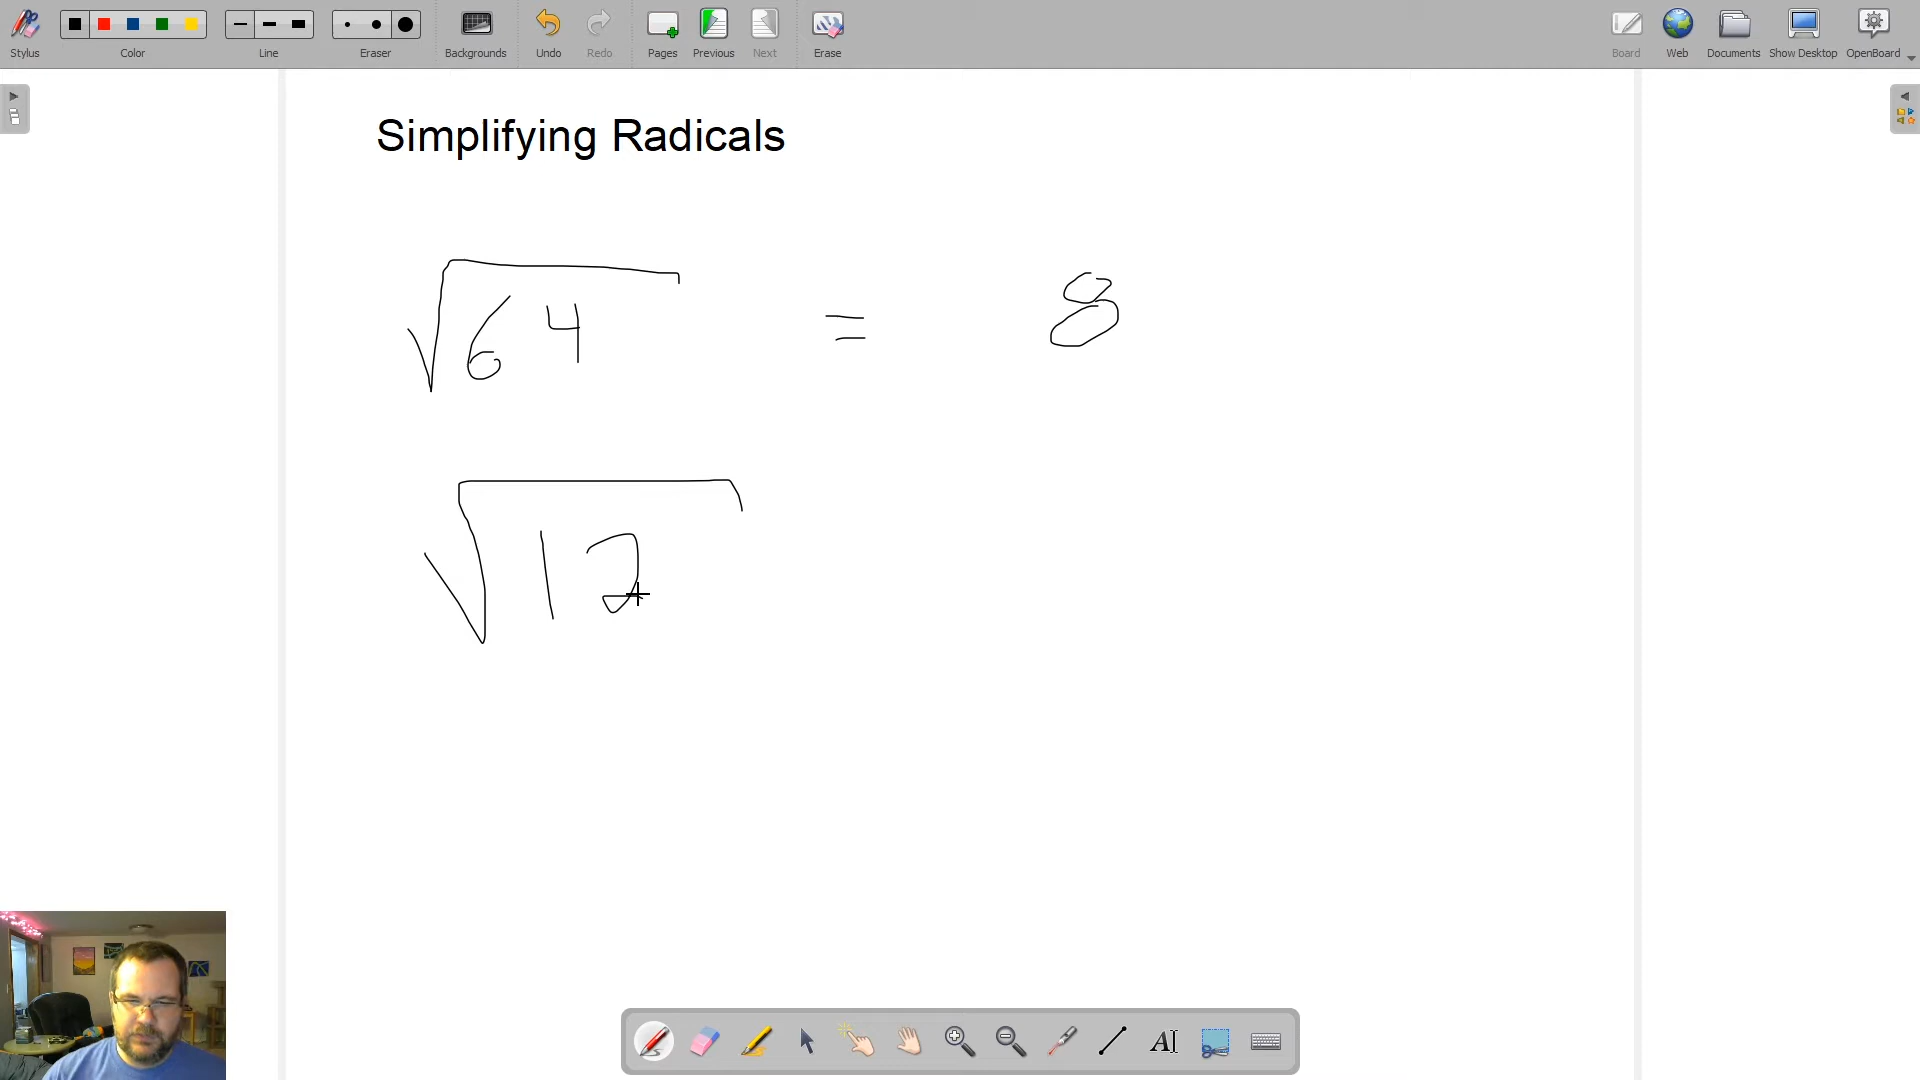 Stylus Color Line Eraser Backgrounds Undo Redo Pages Previous Next Erase Board Web Documents Show Desktop OpenBoard
Simplifying Radicals
√64 = 8
√12